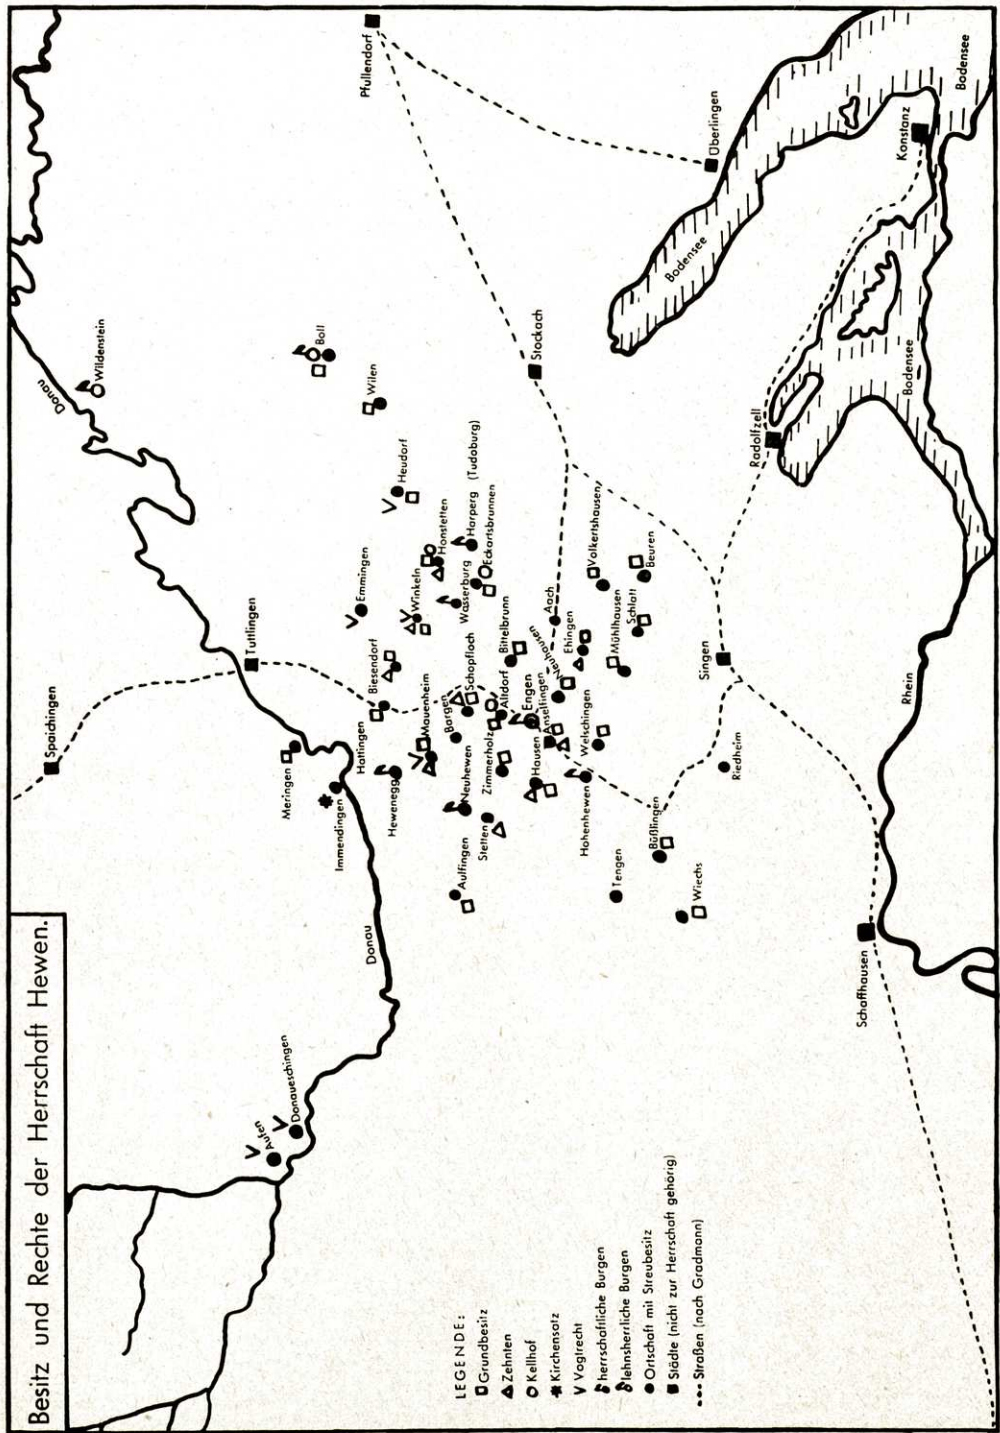 Besitz und Rechte der Herrschaft Hewen.
Spaichingen
Tuttlingen
Donau
Wildenstein
Pfullendorf
Boll
Wilen
Heudorf
Emmingen
Honstetten
Winkeln
Harperg (Tudoburg)
Eckartsbrunnen
Wasserburg
Biesendorf
Hattingen
Meringen
Immendingen
Hewenegg
Mauenheim
Bargen
Schopfloch
Bittelbrunn
Altdorf
Neuhewen
Zimmerholz
Stetten
Aulfingen
Engen
Neuhausen
Aach
Ehingen
Anselfingen
Hausen
Hohenhewen
Welschingen
Mühlhausen
Volkertshausen
Schlatt
Beuren
Stockach
Überlingen
Bodensee
Bodensee
Konstanz
Bodensee
Radolfzell
Singen
Riedheim
Büßlingen
Tengen
Wiechs
Rhein
Schaffhausen
Donau
Donaueschingen
Aufen
LEGENDE:
Grundbesitz
Zehnten
Kellhof
Kirchensatz
Vogtrecht
herrschaftliche Burgen
lehnsherrliche Burgen
Ortschaft mit Streubesitz
Städte (nicht zur Herrschaft gehörig)
Straßen (nach Gradmann)